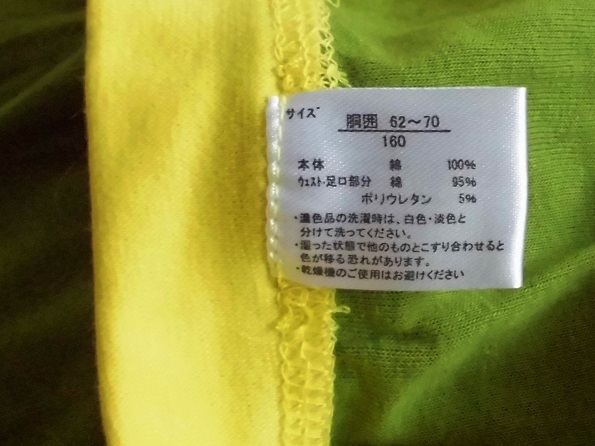 サイズ
胴囲 62～70
160
本体 綿 100%
ウェスト・足口部分 綿 95%
ポリウレタン 5%
・濃色品の洗濯時は、白色・淡色と
分けて洗ってください。
・湿った状態で他のものとこすり合わせると
色が移る恐れがあります。
・乾燥機のご使用はお避けください